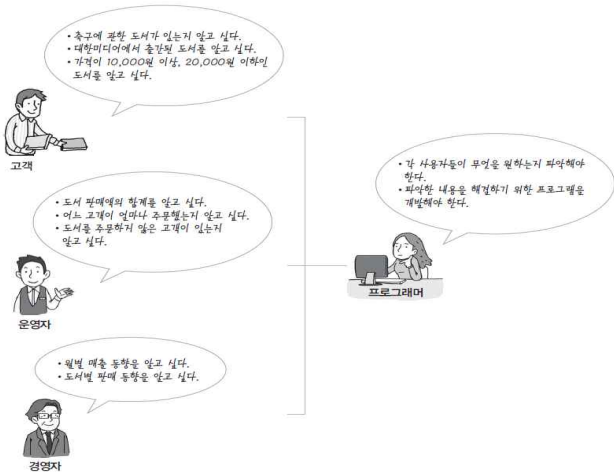 • 축구에 관한 도서가 있는지 알고 싶다.
• 대한미디어에서 출간된 도서를 알고 싶다.
• 가격이 10,000원 이상, 20,000원 이하인
도서를 알고 싶다.
고객
• 도서 판매액의 합계를 알고 싶다.
• 어느 고객이 얼마나 주문했는지 알고 싶다.
• 도서를 주문하지 않은 고객이 있는지
알고 싶다.
운영자
• 월별 매출 동향을 알고 싶다.
• 도서별 판매 동향을 알고 싶다.
경영자
• 각 사용자들이 무엇을 원하는지 파악해야
한다.
• 파악한 내용을 해결하기 위한 프로그램을
개발해야 한다.
프로그래머